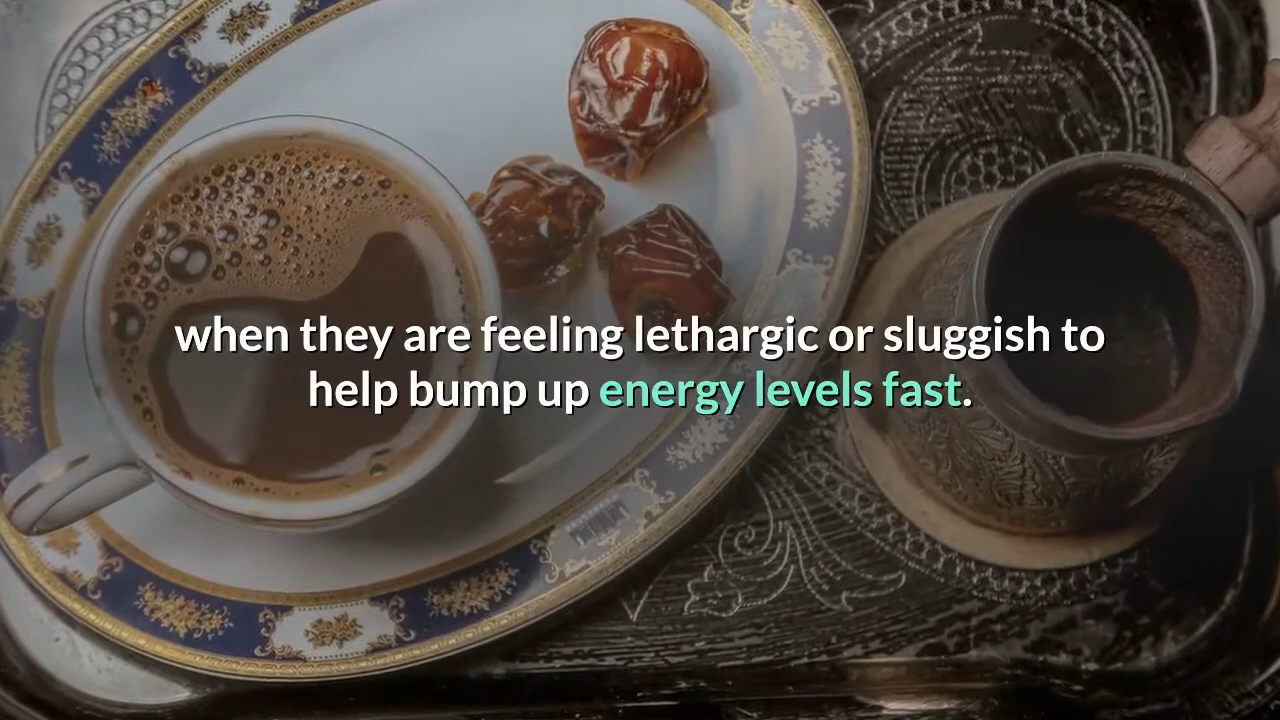 when they are feeling lethargic or sluggish to
help bump up energy levels fast.